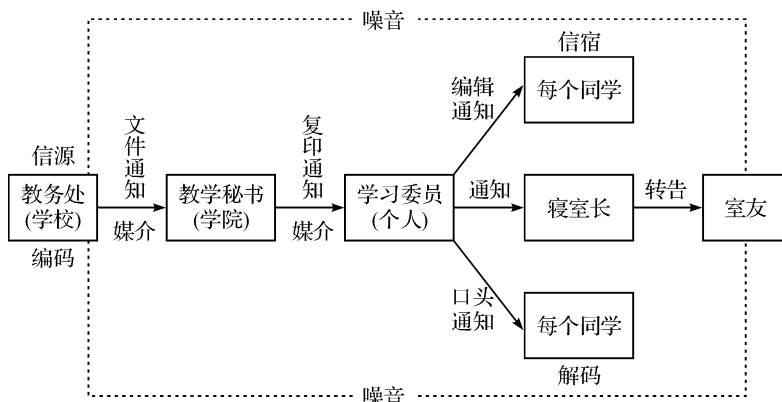 噪音
信宿
每个同学
编辑
通知
文件通知
复印通知
信源
教务处
(学校)
编码
媒介
教学秘书
(学院)
媒介
学习委员
(个人)
通知
寝室长
转告
室友
口头
通知
每个同学
解码
噪音